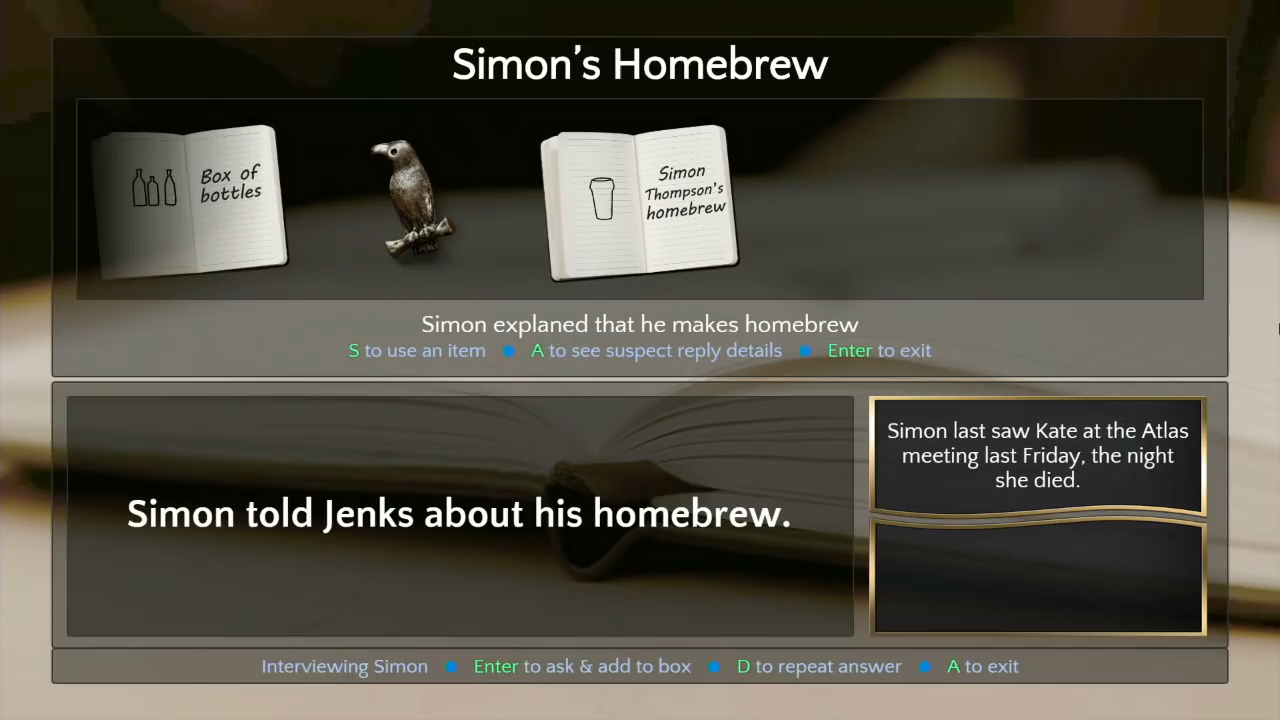 Simon's Homebrew
Box of
bottles
Simon
Thompson's
homebrew
Simon explaned that he makes homebrew
S to use an item A to see suspect reply details Enter to exit
Simon told Jenks about his homebrew.
Simon last saw Kate at the Atlas
meeting last Friday, the night
she died.
Interviewing Simon Enter to ask & add to box D to repeat answer A to exit